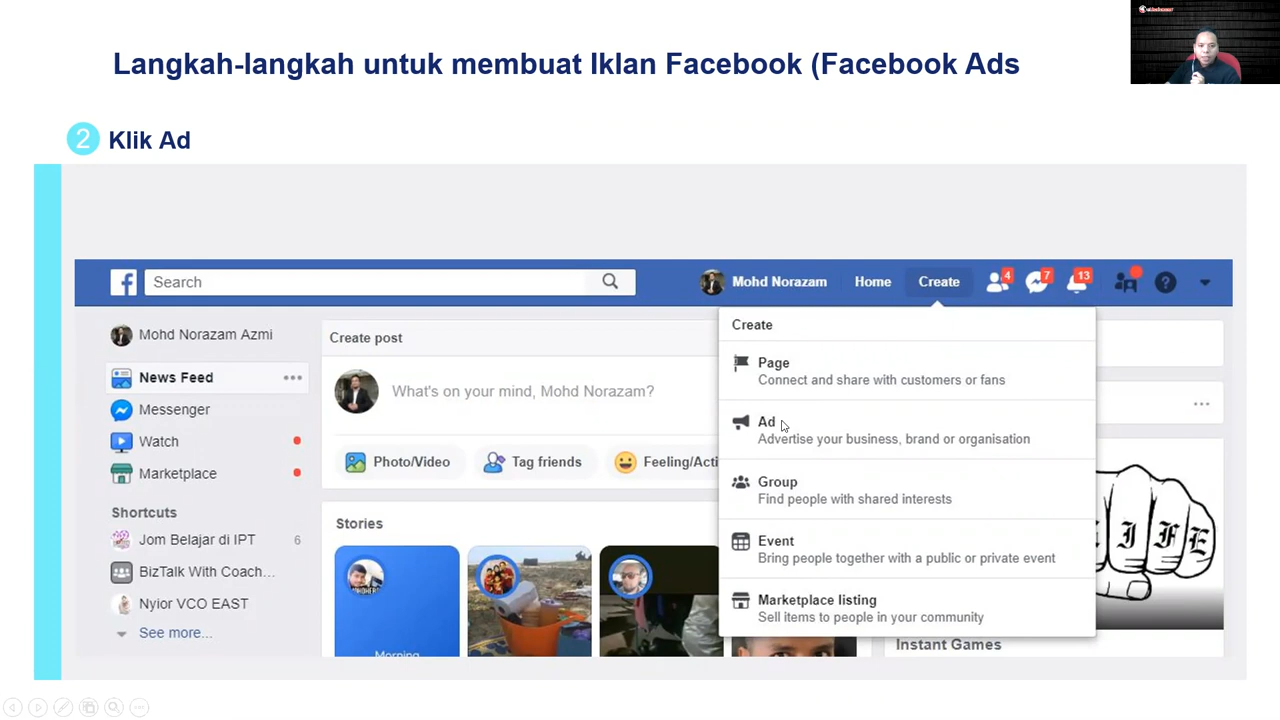 Langkah-langkah untuk membuat Iklan Facebook (Facebook Ads
2 Klik Ad
Search
Mohd Norazam
Home
Create
4
7
13
Mohd Norazam Azmi
News Feed
Messenger
Watch
Marketplace
Shortcuts
Jom Belajar di IPT 6
BizTalk With Coach...
Nyior VCO EAST
See more...
Create post
What's on your mind, Mohd Norazam?
Photo/Video
Tag friends
Feeling/Acti
Stories
Morning
Create
Page
Connect and share with customers or fans
Ad
Advertise your business, brand or organisation
Group
Find people with shared interests
Event
Bring people together with a public or private event
Marketplace listing
Sell items to people in your community
I F E
Instant Games